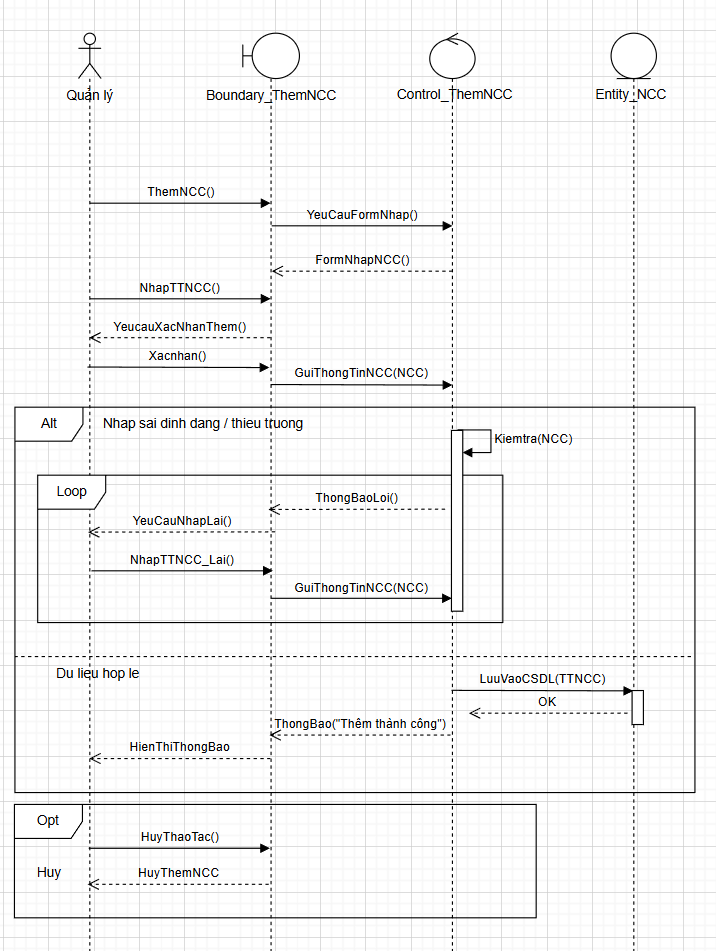 Quản lý
Boundary_ThemNCC
Control_ThemNCC
Entity_NCC
ThemNCC()
YeuCauFormNhap()
FormNhapNCC()
NhapTTNCC()
YeucauXacNhanThem()
Xacnhan()
GuiThongTinNCC(NCC)
Alt
Nhap sai dinh dang / thieu truong
Kiemtra(NCC)
Loop
ThongBaoLoi()
YeuCauNhapLai()
NhapTTNCC_Lai()
GuiThongTinNCC(NCC)
Du lieu hop le
LuuVaoCSDL(TTNCC)
OK
ThongBao("Thêm thành công")
HienThiThongBao
Opt
HuyThaoTac()
Huy
HuyThemNCC